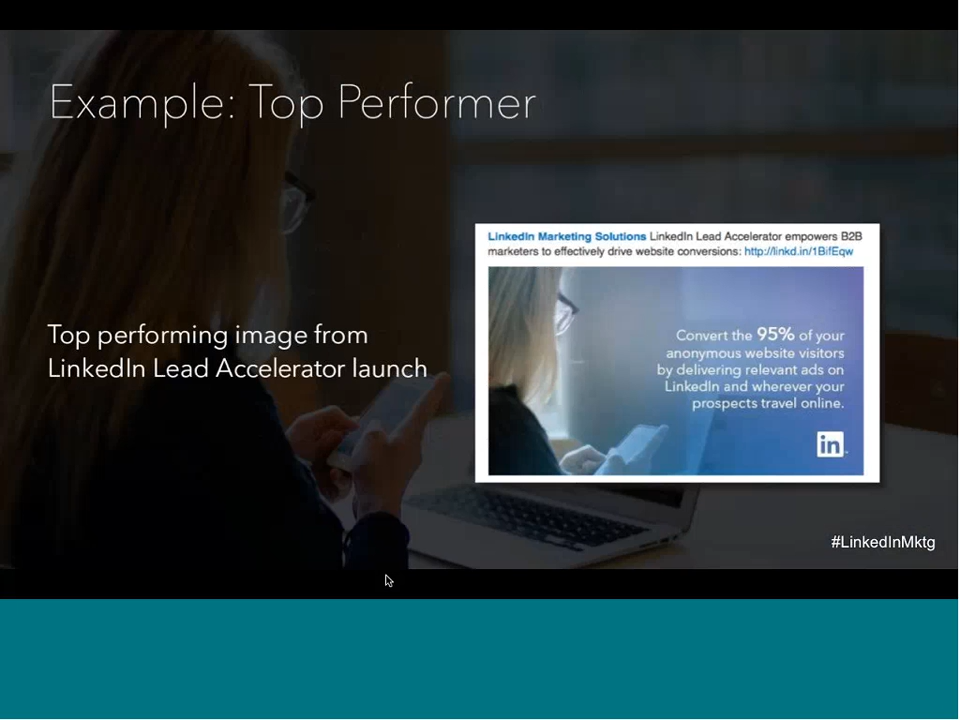 Example: Top Performer
LinkedIn Marketing Solutions LinkedIn Lead Accelerator empowers B2B
marketers to effectively drive website conversions: http://linkd.in/1BifEqw
Top performing image from
LinkedIn Lead Accelerator launch
Convert the 95% of your
anonymous website visitors
by delivering relevant ads on
LinkedIn and wherever your
prospects travel online.
in
#LinkedInMktg